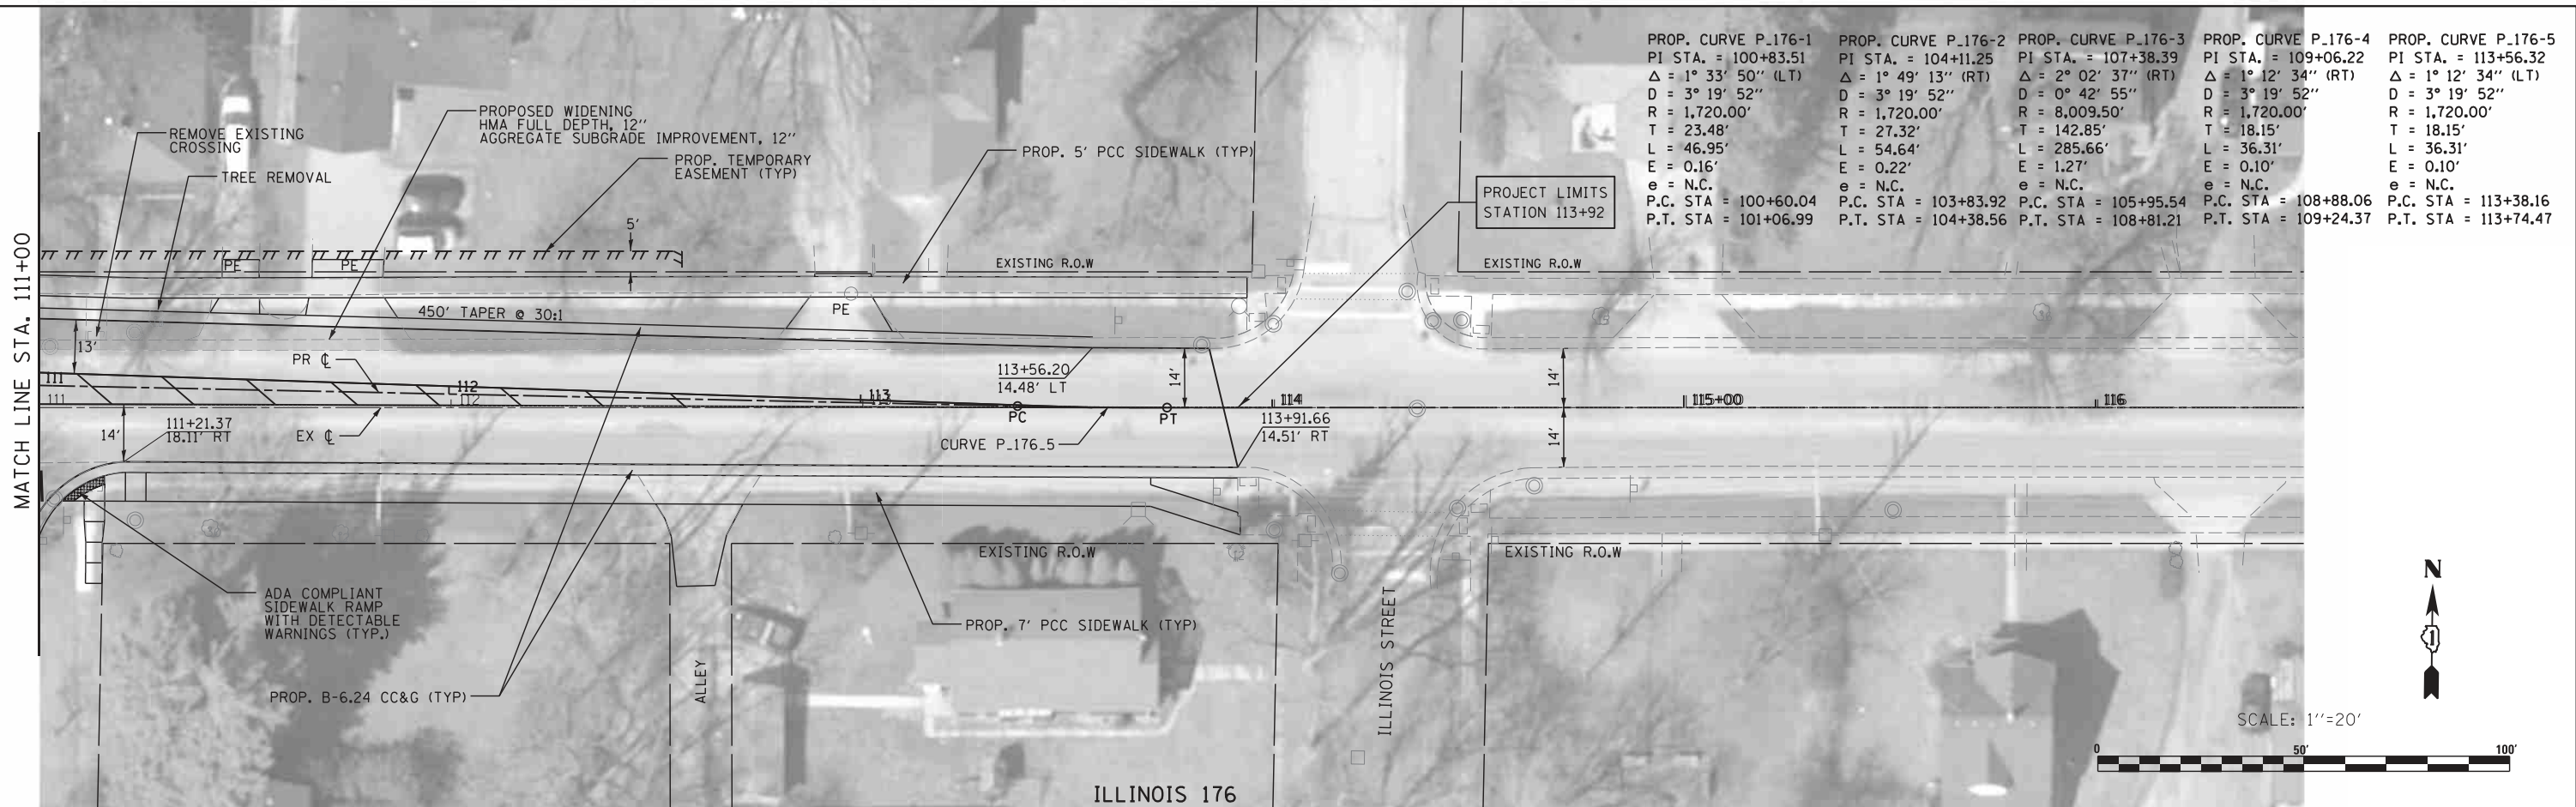 PROP. CURVE P_176-1
PI STA. = 100+83.51
Δ = 1° 33' 50" (LT)
D = 3° 19' 52"
R = 1,720.00'
T = 23.48'
L = 46.95'
E = 0.16'
e = N.C.
P.C. STA = 100+60.04
P.T. STA = 101+06.99
PROP. CURVE P_176-2
PI STA. = 104+11.25
Δ = 1° 49' 13" (RT)
D = 3° 19' 52"
R = 1,720.00'
T = 27.32'
L = 54.64'
E = 0.22'
e = N.C.
P.C. STA = 103+83.92
P.T. STA = 104+38.56
PROP. CURVE P_176-3
PI STA. = 107+38.39
Δ = 2° 02' 37" (RT)
D = 0° 42' 55"
R = 8,009.50'
T = 142.85'
L = 285.66'
E = 1.27'
e = N.C.
P.C. STA = 105+95.54
P.T. STA = 108+81.21
PROP. CURVE P_176-4
PI STA. = 109+06.22
Δ = 1° 12' 34" (RT)
D = 3° 19' 52"
R = 1,720.00'
T = 18.15'
L = 36.31'
E = 0.10'
e = N.C.
P.C. STA = 108+88.06
P.T. STA = 109+24.37
PROP. CURVE P_176-5
PI STA. = 113+56.32
Δ = 1° 12' 34" (LT)
D = 3° 19' 52"
R = 1,720.00'
T = 18.15'
L = 36.31'
E = 0.10'
e = N.C.
P.C. STA = 113+38.16
P.T. STA = 113+74.47
MATCH LINE STA. 111+00
REMOVE EXISTING
CROSSING
TREE REMOVAL
PROPOSED WIDENING
HMA FULL DEPTH, 12"
AGGREGATE SUBGRADE IMPROVEMENT, 12"
PROP. TEMPORARY
EASEMENT (TYP)
PROP. 5' PCC SIDEWALK (TYP)
PROJECT LIMITS
STATION 113+92
5'
PE
PE
EXISTING R.O.W
EXISTING R.O.W
450' TAPER @ 30:1
PE
13'
PR ℄
113+56.20
14.48' LT
14'
14'
111
111
112
112
113
113
114
115+00
116
PC
PT
14'
111+21.37
18.11' RT
EX ℄
CURVE P_176_5
113+91.66
14.51' RT
14'
EXISTING R.O.W
EXISTING R.O.W
ADA COMPLIANT
SIDEWALK RAMP
WITH DETECTABLE
WARNINGS (TYP.)
PROP. 7' PCC SIDEWALK (TYP)
PROP. B-6.24 CC&G (TYP)
ALLEY
ILLINOIS STREET
ILLINOIS 176
N
1
SCALE: 1"=20'
0
50'
100'